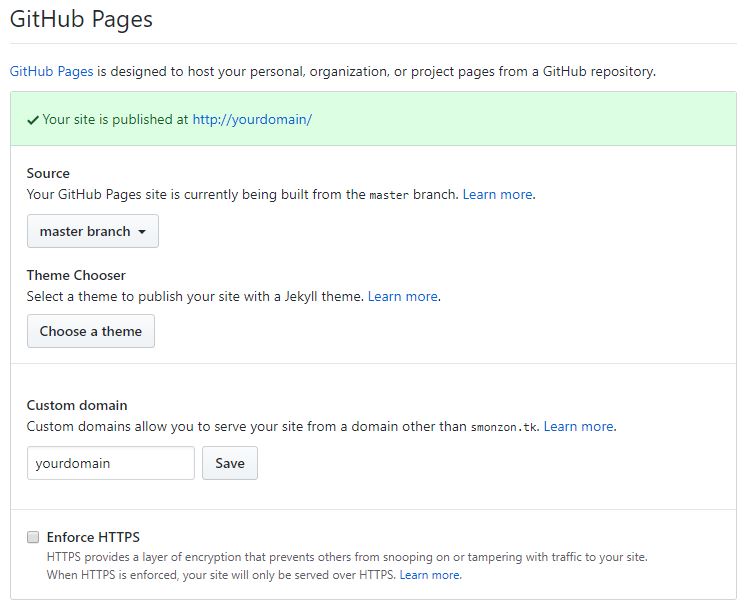 GitHub Pages
GitHub Pages is designed to host your personal, organization, or project pages from a GitHub repository.
Your site is published at http://yourdomain/
Source
Your GitHub Pages site is currently being built from the master branch. Learn more.
master branch
Theme Chooser
Select a theme to publish your site with a Jekyll theme. Learn more.
Choose a theme
Custom domain
Custom domains allow you to serve your site from a domain other than smonzon.tk. Learn more.
yourdomain Save
Enforce HTTPS
HTTPS provides a layer of encryption that prevents others from snooping on or tampering with traffic to your site.
When HTTPS is enforced, your site will only be served over HTTPS. Learn more.